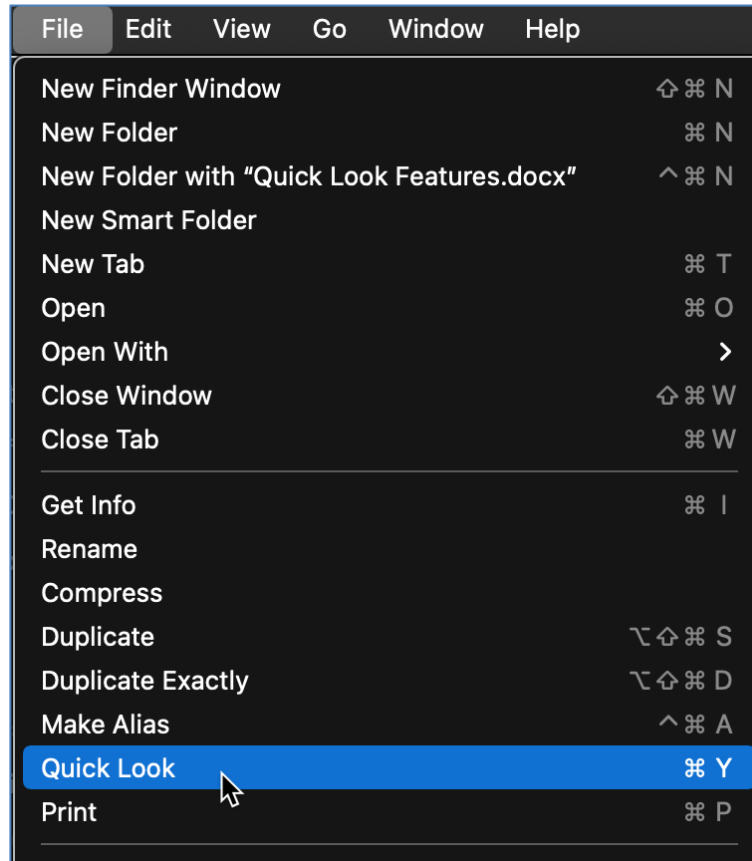 File Edit View Go Window Help
New Finder Window ⇧⌘N
New Folder ⌘N
New Folder with “Quick Look Features.docx” ^⌘N
New Smart Folder
New Tab ⌘T
Open ⌘O
Open With >
Close Window ⇧⌘W
Close Tab ⌘W
Get Info ⌘I
Rename
Compress
Duplicate ⌥⇧⌘S
Duplicate Exactly ⌥⇧⌘D
Make Alias ^⌘A
Quick Look ⌘Y
Print ⌘P